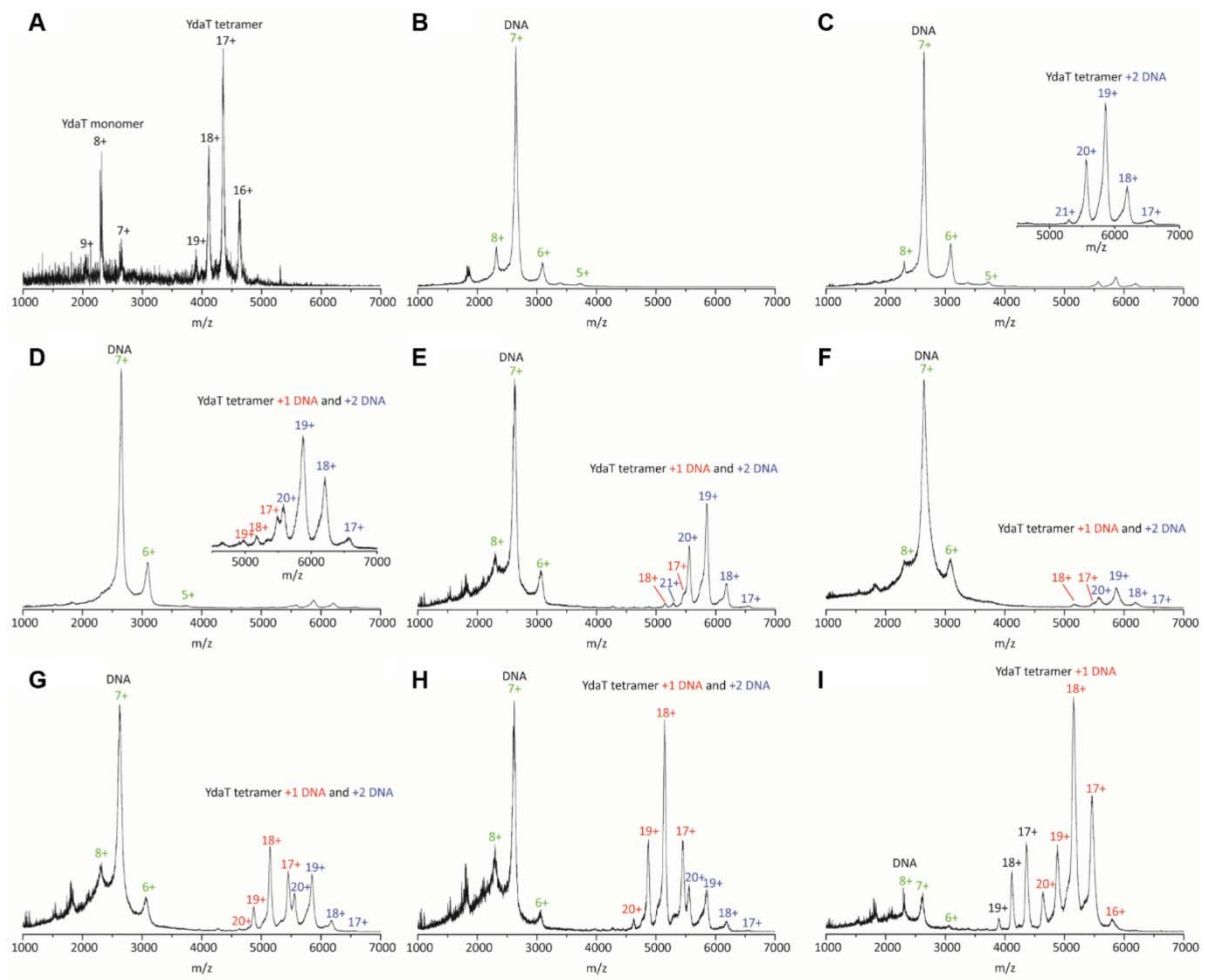 A
YdaT tetramer
17+
YdaT monomer
8+
18+
16+
9+
7+
19+
1000 2000 3000 4000 5000 6000 7000
m/z
B
DNA
7+
8+
6+
5+
1000 2000 3000 4000 5000 6000 7000
m/z
C
DNA
7+
YdaT tetramer +2 DNA
19+
20+
18+
21+
17+
5000 6000 7000
m/z
8+
6+
5+
1000 2000 3000 4000 5000 6000 7000
m/z
D
DNA
7+
YdaT tetramer +1 DNA and +2 DNA
19+
18+
20+
17+
18+
19+
17+
5000 6000 7000
m/z
6+
5+
1000 2000 3000 4000 5000 6000 7000
m/z
E
DNA
7+
YdaT tetramer +1 DNA and +2 DNA
19+
20+
8+
6+
17+
18+
21+
18+
17+
1000 2000 3000 4000 5000 6000 7000
m/z
F
DNA
7+
YdaT tetramer +1 DNA and +2 DNA
8+
6+
18+
17+
19+
20+
18+
17+
1000 2000 3000 4000 5000 6000 7000
m/z
G
DNA
7+
YdaT tetramer +1 DNA and +2 DNA
18+
8+
17+
19+
20+
6+
19+
20+
18+
17+
1000 2000 3000 4000 5000 6000 7000
m/z
H
DNA
7+
YdaT tetramer +1 DNA and +2 DNA
18+
8+
19+
17+
20+
19+
6+
20+
18+
17+
1000 2000 3000 4000 5000 6000 7000
m/z
I
YdaT tetramer +1 DNA
18+
17+
17+
19+
18+
DNA
8+
7+
20+
6+
19+
16+
1000 2000 3000 4000 5000 6000 7000
m/z